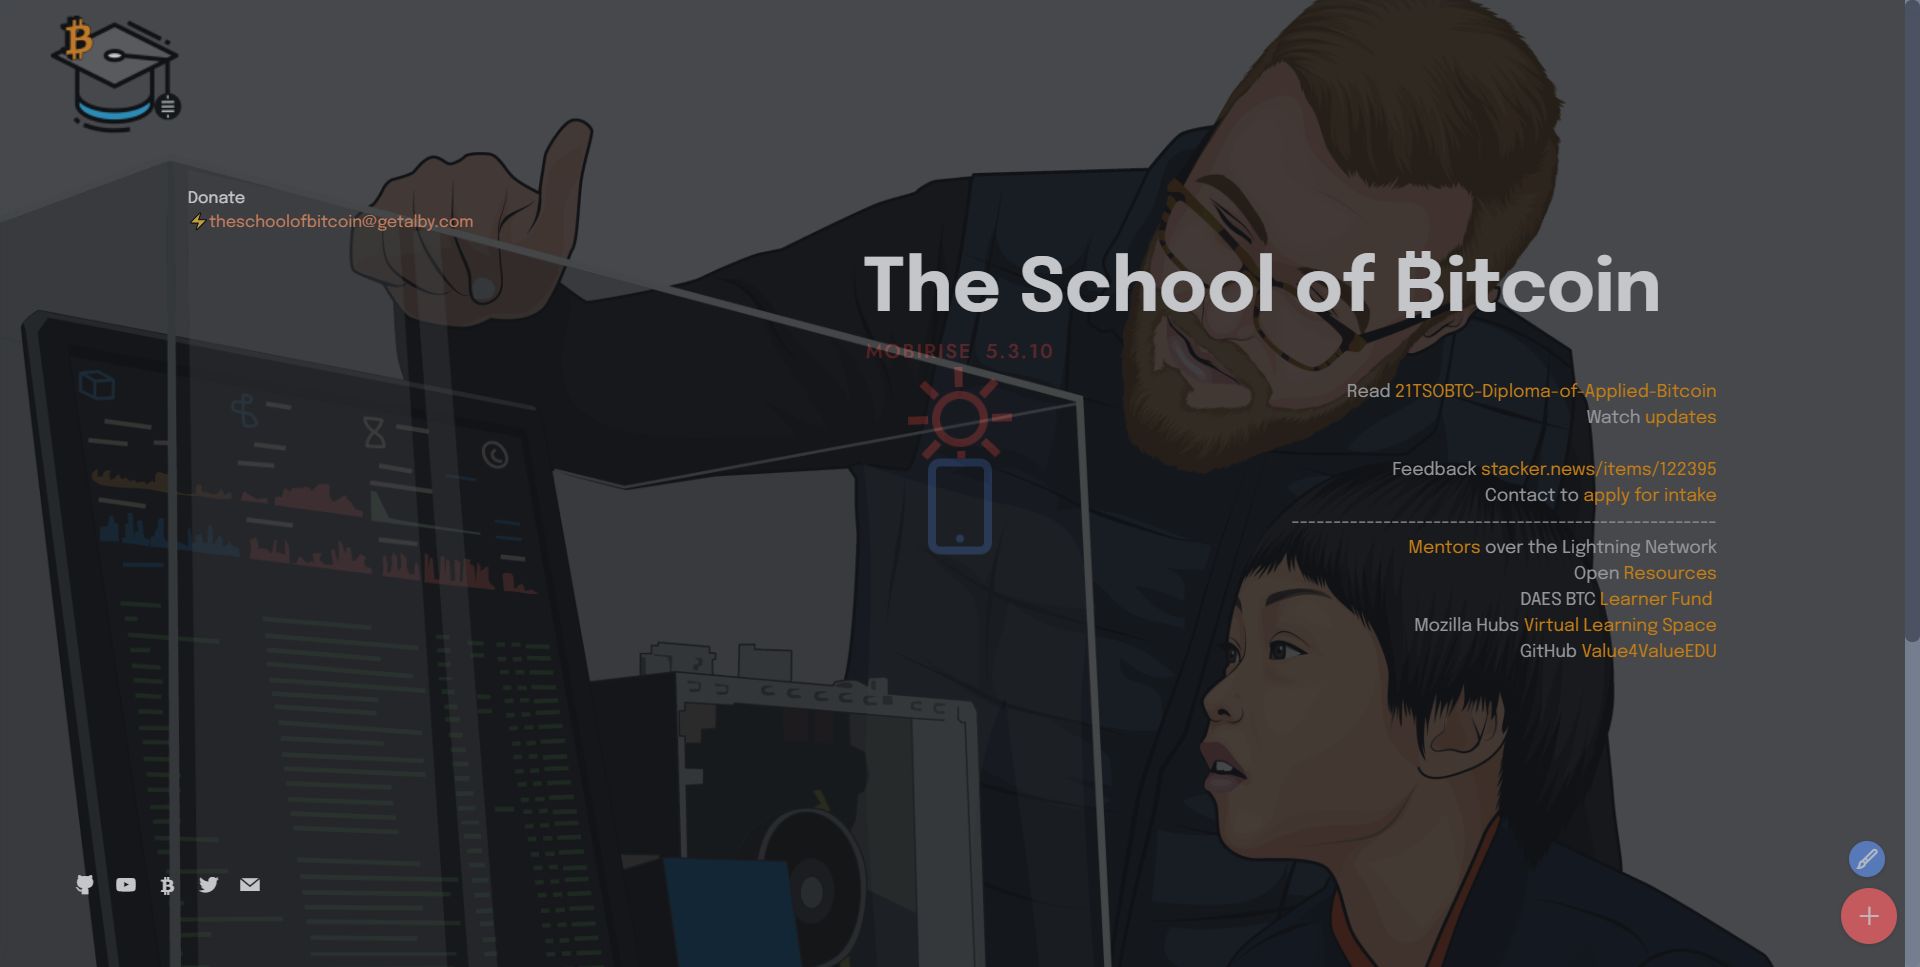 Donate
⚡theschoolofbitcoin@getalby.com
The School of ₿itcoin
MOBIRISE 5.3.10
Read 21TSOBTC-Diploma-of-Applied-Bitcoin
Watch updates
Feedback stacker.news/items/122395
Contact to apply for intake
--------------------------------------------------
Mentors over the Lightning Network
Open Resources
DAES BTC Learner Fund
Mozilla Hubs Virtual Learning Space
GitHub Value4ValueEDU